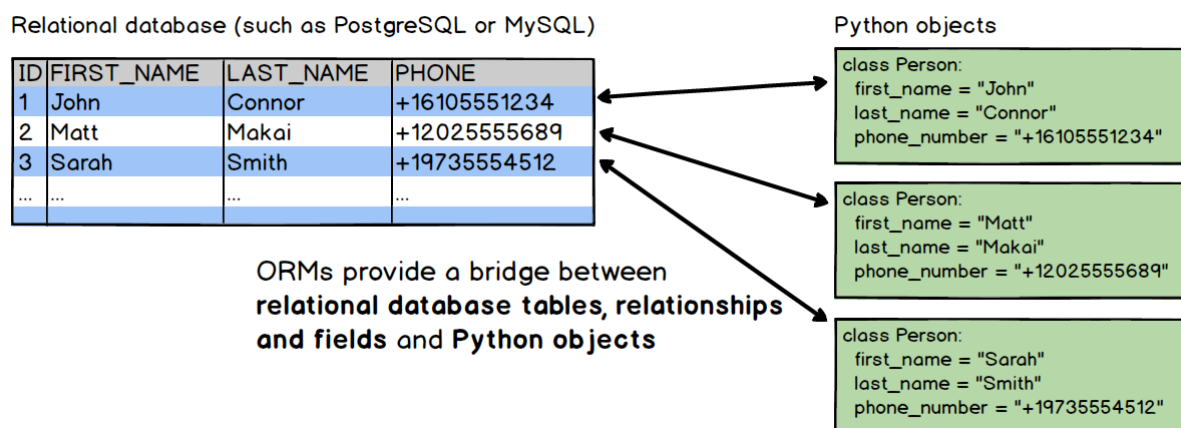 Relational database (such as PostgreSQL or MySQL)
ID FIRST_NAME LAST_NAME PHONE
1 John Connor +16105551234
2 Matt Makai +12025555689
3 Sarah Smith +19735554512
... ... ... ...
ORMs provide a bridge between
relational database tables, relationships
and fields and Python objects
Python objects
class Person:
first_name = "John"
last_name = "Connor"
phone_number = "+16105551234"
class Person:
first_name = "Matt"
last_name = "Makai"
phone_number = "+12025555689"
class Person:
first_name = "Sarah"
last_name = "Smith"
phone_number = "+19735554512"